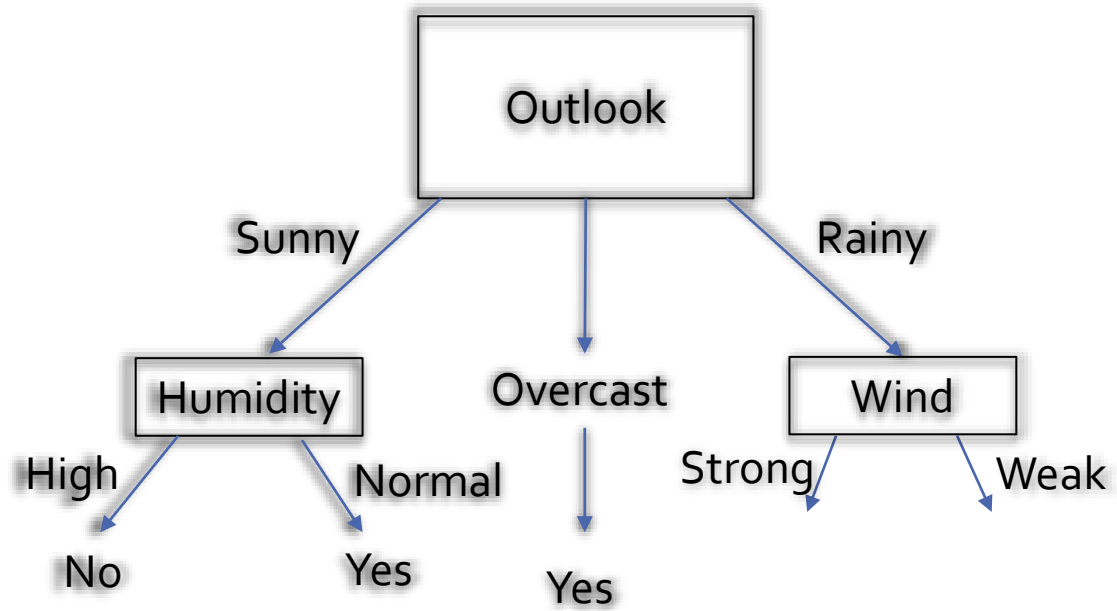 Outlook
Sunny
Rainy
Humidity
Overcast
Wind
High
Normal
Strong
Weak
No
Yes
Yes